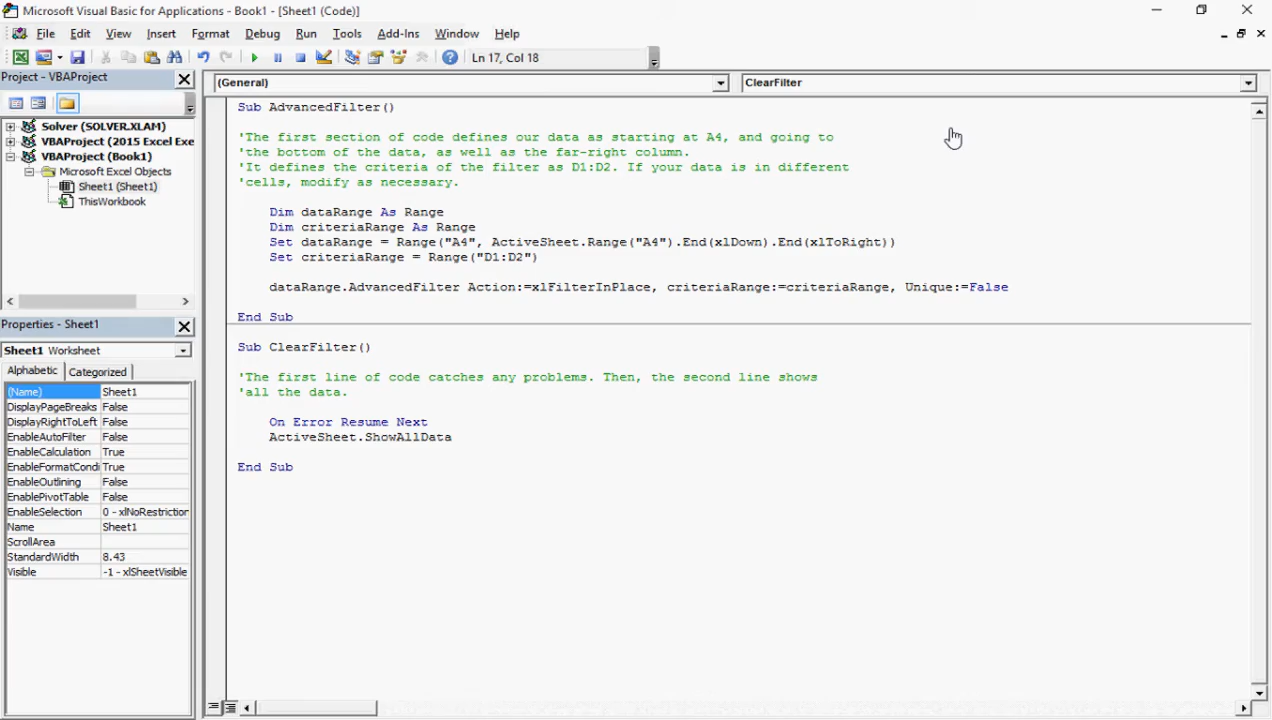 Microsoft Visual Basic for Applications - Book1 - [Sheet1 (Code)]
File Edit View Insert Format Debug Run Tools Add-Ins Window Help
Ln 17, Col 18
Project - VBAProject
(General) ClearFilter
Solver (SOLVER.XLAM)
VBAProject (2015 Excel Exe
VBAProject (Book1)
Microsoft Excel Objects
Sheet1 (Sheet1)
ThisWorkbook
Properties - Sheet1
Sheet1 Worksheet
Alphabetic Categorized
(Name) Sheet1
DisplayPageBreaks False
DisplayRightToLeft False
EnableAutoFilter False
EnableCalculation True
EnableFormatCondi True
EnableOutlining False
EnablePivotTable False
EnableSelection 0 - xlNoRestriction
Name Sheet1
ScrollArea
StandardWidth 8.43
Visible -1 - xlSheetVisible
Sub AdvancedFilter()
'The first section of code defines our data as starting at A4, and going to
'the bottom of the data, as well as the far-right column.
'It defines the criteria of the filter as D1:D2. If your data is in different
'cells, modify as necessary.
Dim dataRange As Range
Dim criteriaRange As Range
Set dataRange = Range("A4", ActiveSheet.Range("A4").End(xlDown).End(xlToRight))
Set criteriaRange = Range("D1:D2")
dataRange.AdvancedFilter Action:=xlFilterInPlace, criteriaRange:=criteriaRange, Unique:=False
End Sub
Sub ClearFilter()
'The first line of code catches any problems. Then, the second line shows
'all the data.
On Error Resume Next
ActiveSheet.ShowAllData
End Sub